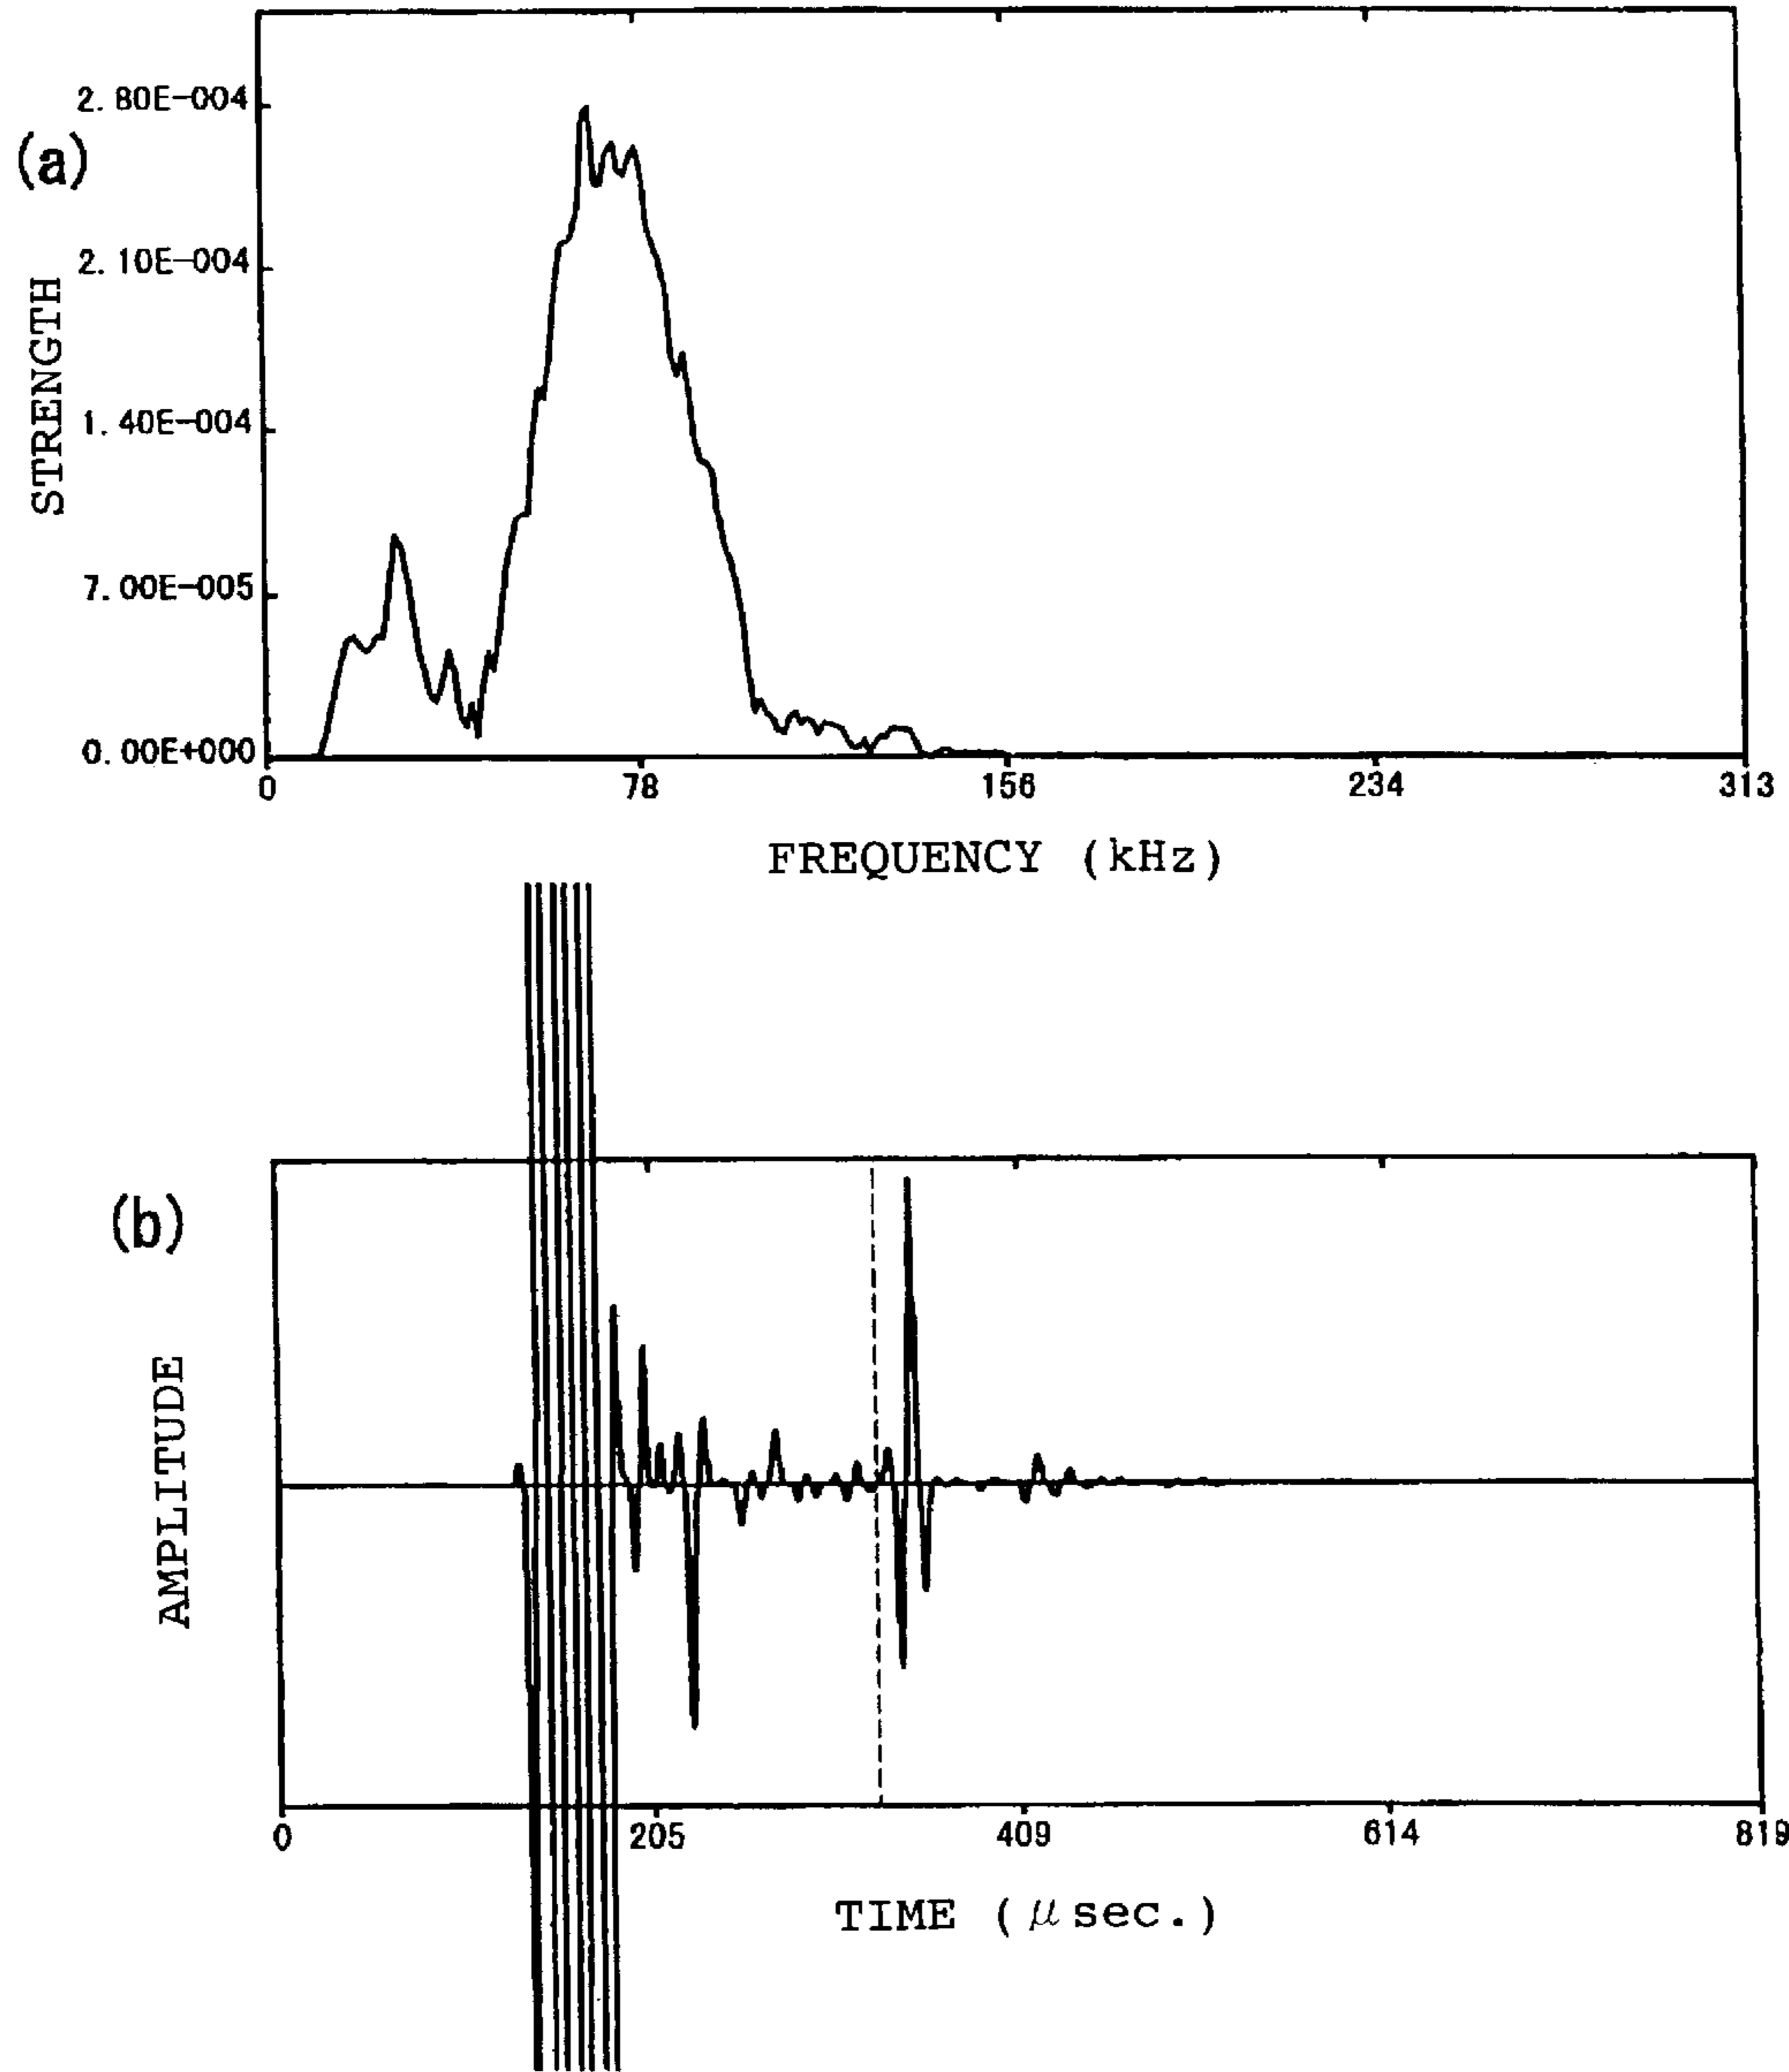 (a)
STRENGTH
2.80E-004
2.10E-004
1.40E-004
7.00E-005
0.00E+000
0 78 156 234 313
FREQUENCY (kHz)
(b)
AMPLITUDE
0 205 409 614 819
TIME (μsec.)